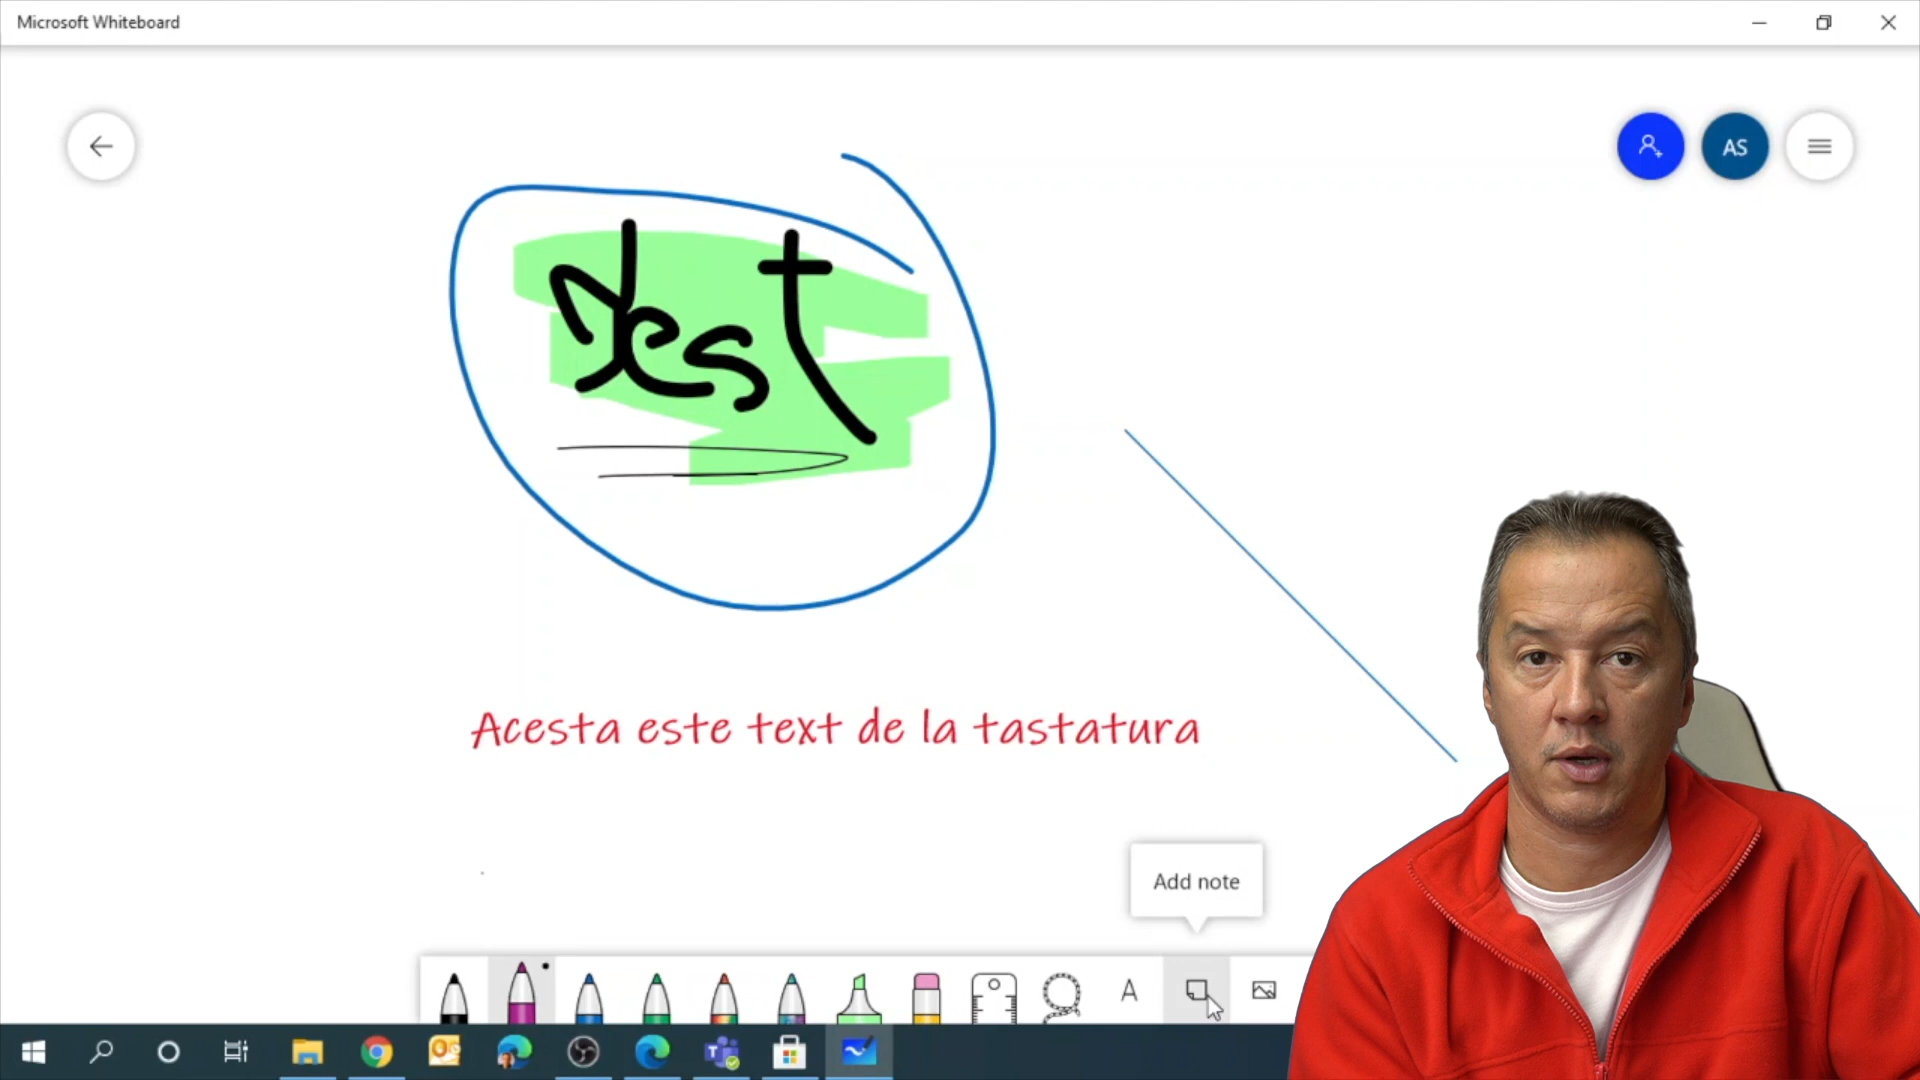 Microsoft Whiteboard
AS
Test
Acesta este text de la tastatura
Add note
A